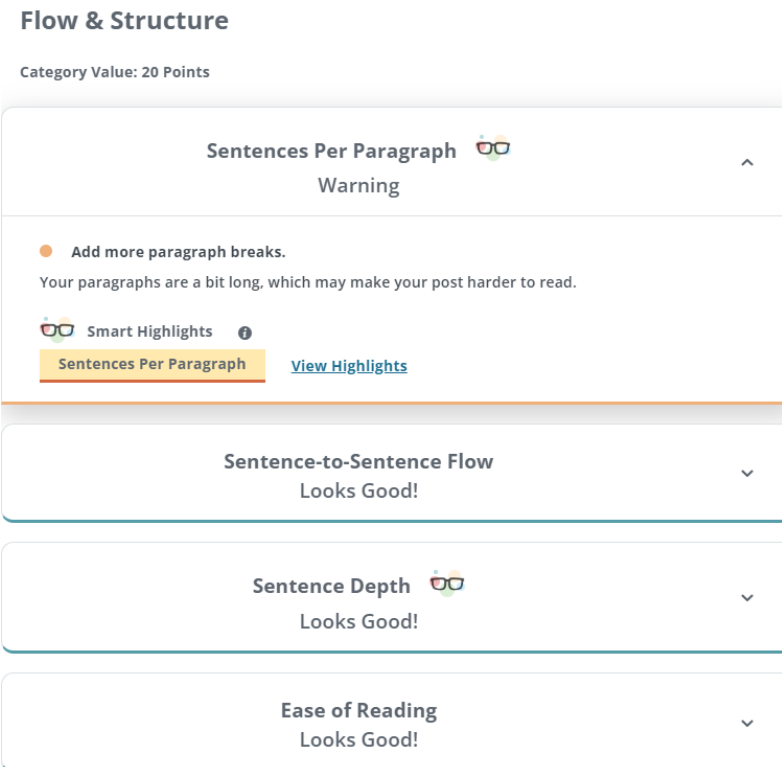 Flow & Structure
Category Value: 20 Points
Sentences Per Paragraph
Warning
Add more paragraph breaks.
Your paragraphs are a bit long, which may make your post harder to read.
Smart Highlights
Sentences Per Paragraph View Highlights
Sentence-to-Sentence Flow
Looks Good!
Sentence Depth
Looks Good!
Ease of Reading
Looks Good!